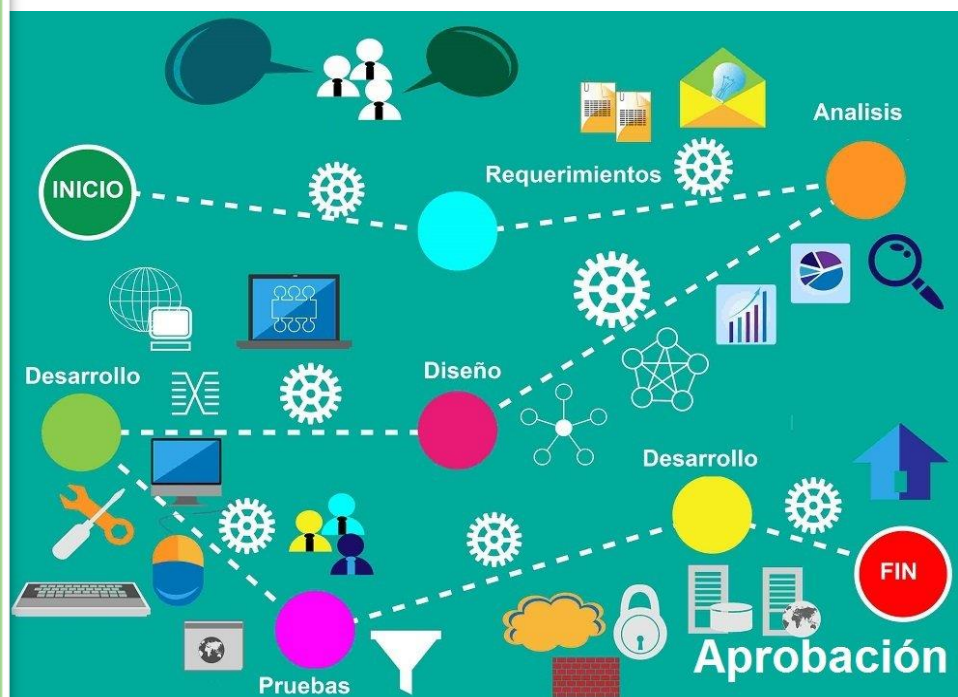 INICIO
Requerimientos
Analisis
Diseño
Desarrollo
Pruebas
Desarrollo
FIN
Aprobación